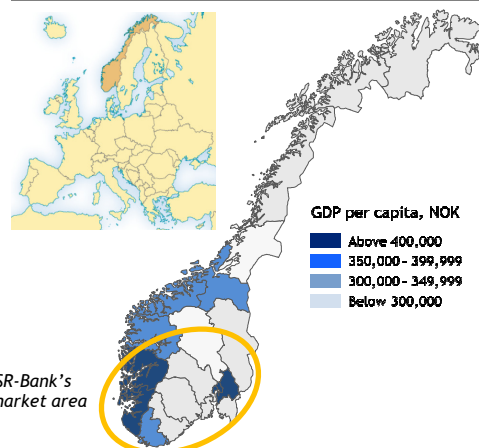 GDP per capita, NOK
Above 400,000
350,000 - 399,999
300,000 - 349,999
Below 300,000
SR-Bank's
market area